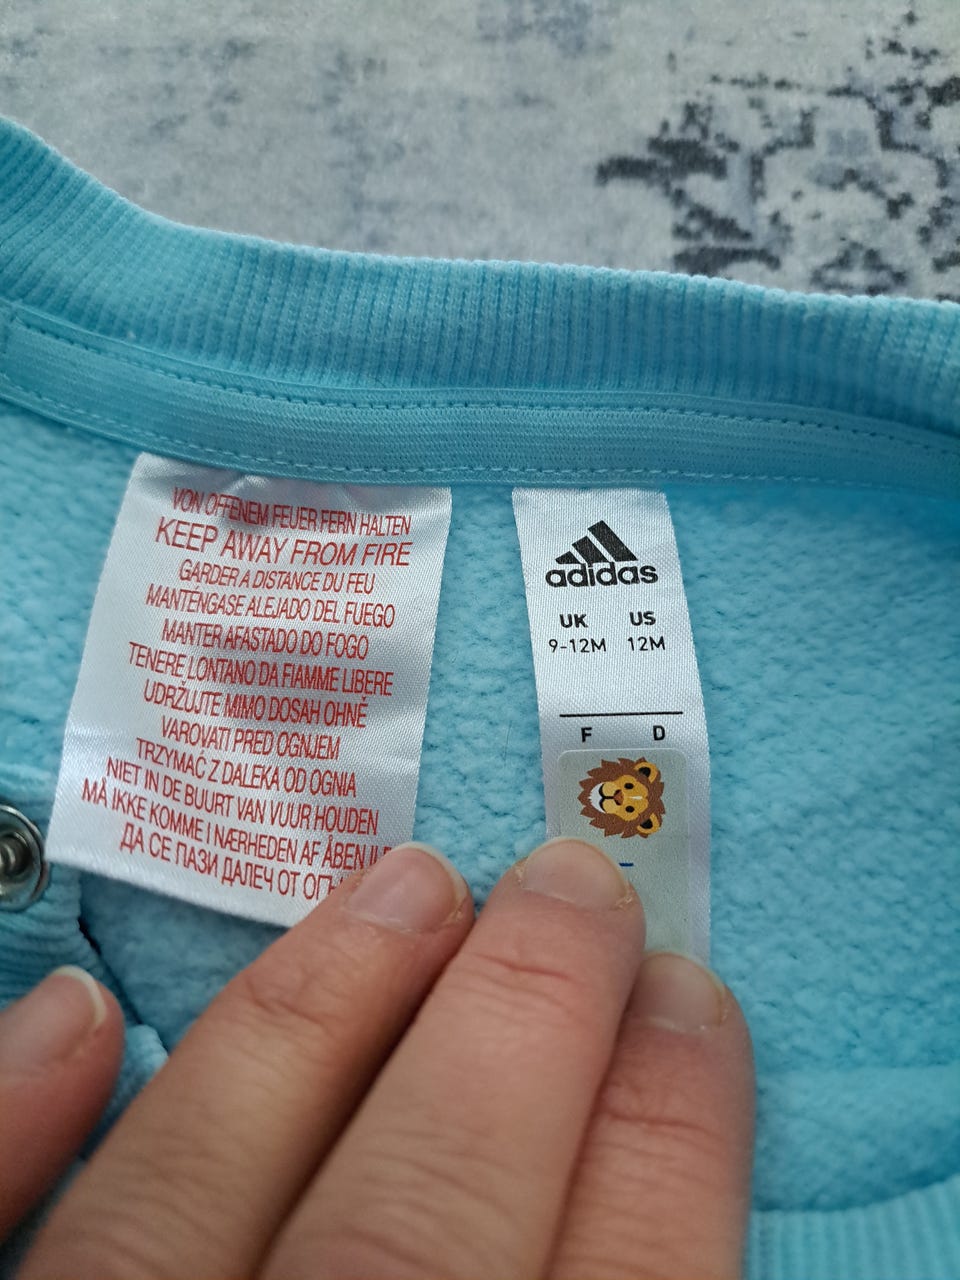 VON OFFENEM FEUER FERN HALTEN
KEEP AWAY FROM FIRE
GARDER A DISTANCE DU FEU
MANTÉNGASE ALEJADO DEL FUEGO
MANTER AFASTADO DO FOGO
TENERE LONTANO DA FIAMME LIBERE
UDRŽUJTE MIMO DOSAH OHNĚ
VAROVATI PRED OGNJEM
TRZYMAĆ Z DALEKA OD OGNIA
NIET IN DE BUURT VAN VUUR HOUDEN
MÅ IKKE KOMME I NÆRHEDEN AF ÅBEN
ДА СЕ ПАЗИ ДАЛЕЧ ОТ
adidas
UK US
9-12M 12M
F D